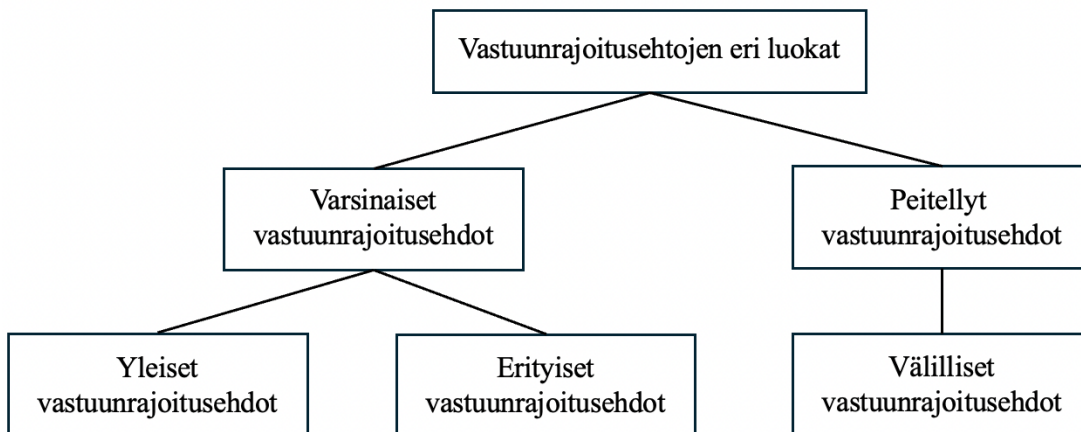 Vastuunrajoitusehtojen eri luokat
Varsinaiset
vastuunrajoitusehdot
Peitellyt
vastuunrajoitusehdot
Yleiset
vastuunrajoitusehdot
Erityiset
vastuunrajoitusehdot
Välilliset
vastuunrajoitusehdot